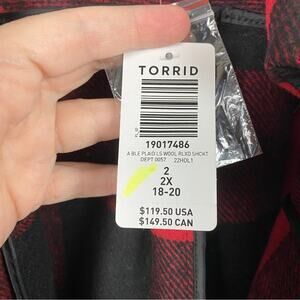 TORRID
19017486
A BLE PLAID LS WOOL RLXD SHCKT
DEPT 0057 22HOL1
2
2X
18-20
$119.50 USA
$149.50 CAN